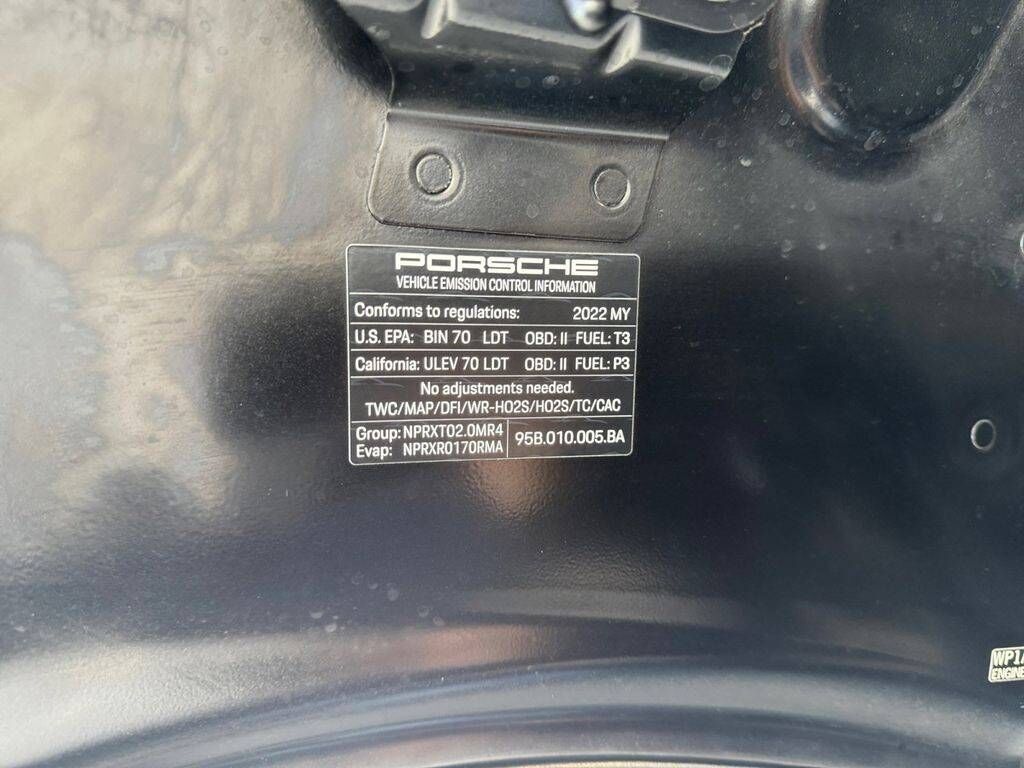 PORSCHE
VEHICLE EMISSION CONTROL INFORMATION
Conforms to regulations: 2022 MY
U.S. EPA: BIN 70 LDT OBD: II FUEL: T3
California: ULEV 70 LDT OBD: II FUEL: P3
No adjustments needed.
TWC/MAP/DFI/WR-HO2S/HO2S/TC/CAC
Group: NPRXT02.0MR4
Evap: NPRXR0170RMA
95B.010.005.BA
WP1A
ENGINE